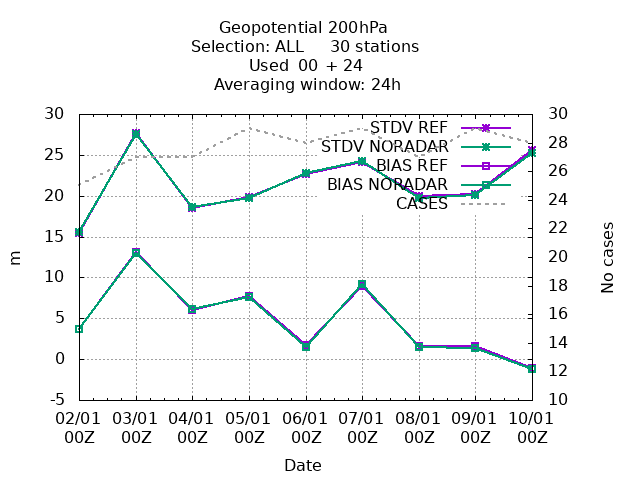 Geopotential 200hPa
Selection: ALL 30 stations
Used 00 + 24
Averaging window: 24h
STDV REF
STDV NORADAR
BIAS REF
BIAS NORADAR
CASES
30
25
20
15
10
5
0
-5
m
30
28
26
24
22
20
18
16
14
12
10
No cases
02/01 03/01 04/01 05/01 06/01 07/01 08/01 09/01 10/01
00Z 00Z 00Z 00Z 00Z 00Z 00Z 00Z 00Z
Date